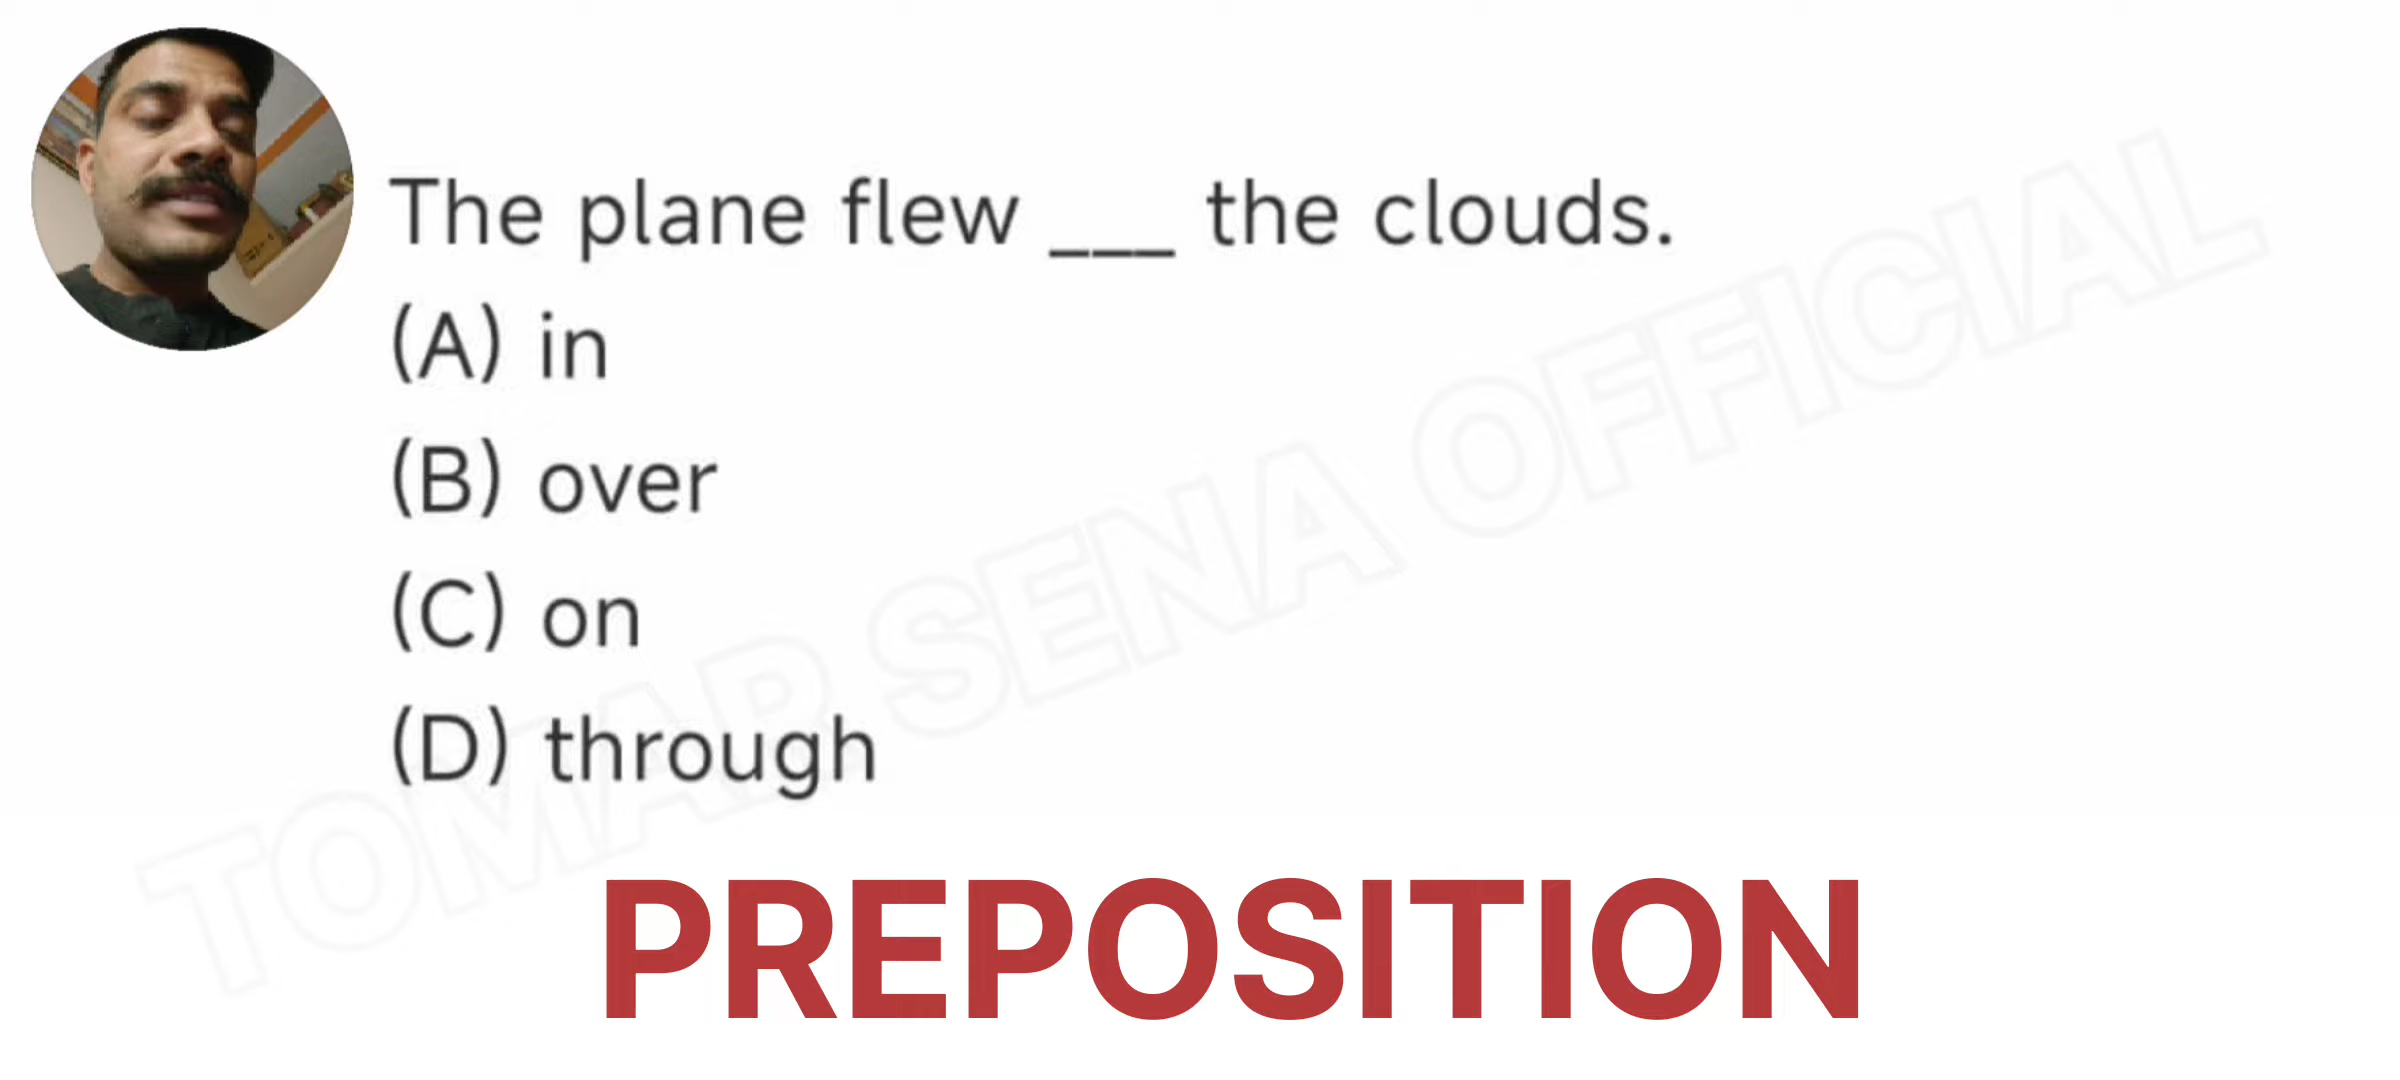 The plane flew ___ the clouds.
(A) in
(B) over
(C) on
(D) through
TOMAR SENA OFFICIAL
PREPOSITION